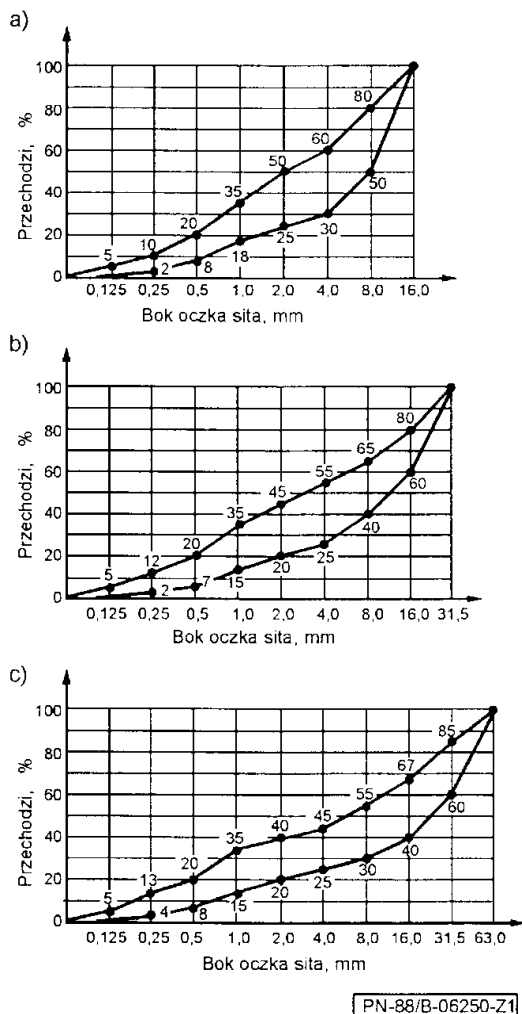 a)
Przechodzi, %
100
80
60
40
20
0
5 10 20 35 50 60 80
2 8 18 25 30 50
0,125 0,25 0,5 1,0 2,0 4,0 8,0 16,0
Bok oczka sita, mm
b)
Przechodzi, %
100
80
60
40
20
0
5 12 20 35 45 55 65 80
2 7 15 20 25 40 60
0,125 0,25 0,5 1,0 2,0 4,0 8,0 16,0 31,5
Bok oczka sita, mm
c)
Przechodzi, %
100
80
60
40
20
0
5 13 20 35 40 45 55 67 85
4 8 15 20 25 30 40 60
0,125 0,25 0,5 1,0 2,0 4,0 8,0 16,0 31,5 63,0
Bok oczka sita, mm
PN-88/B-06250-Z1